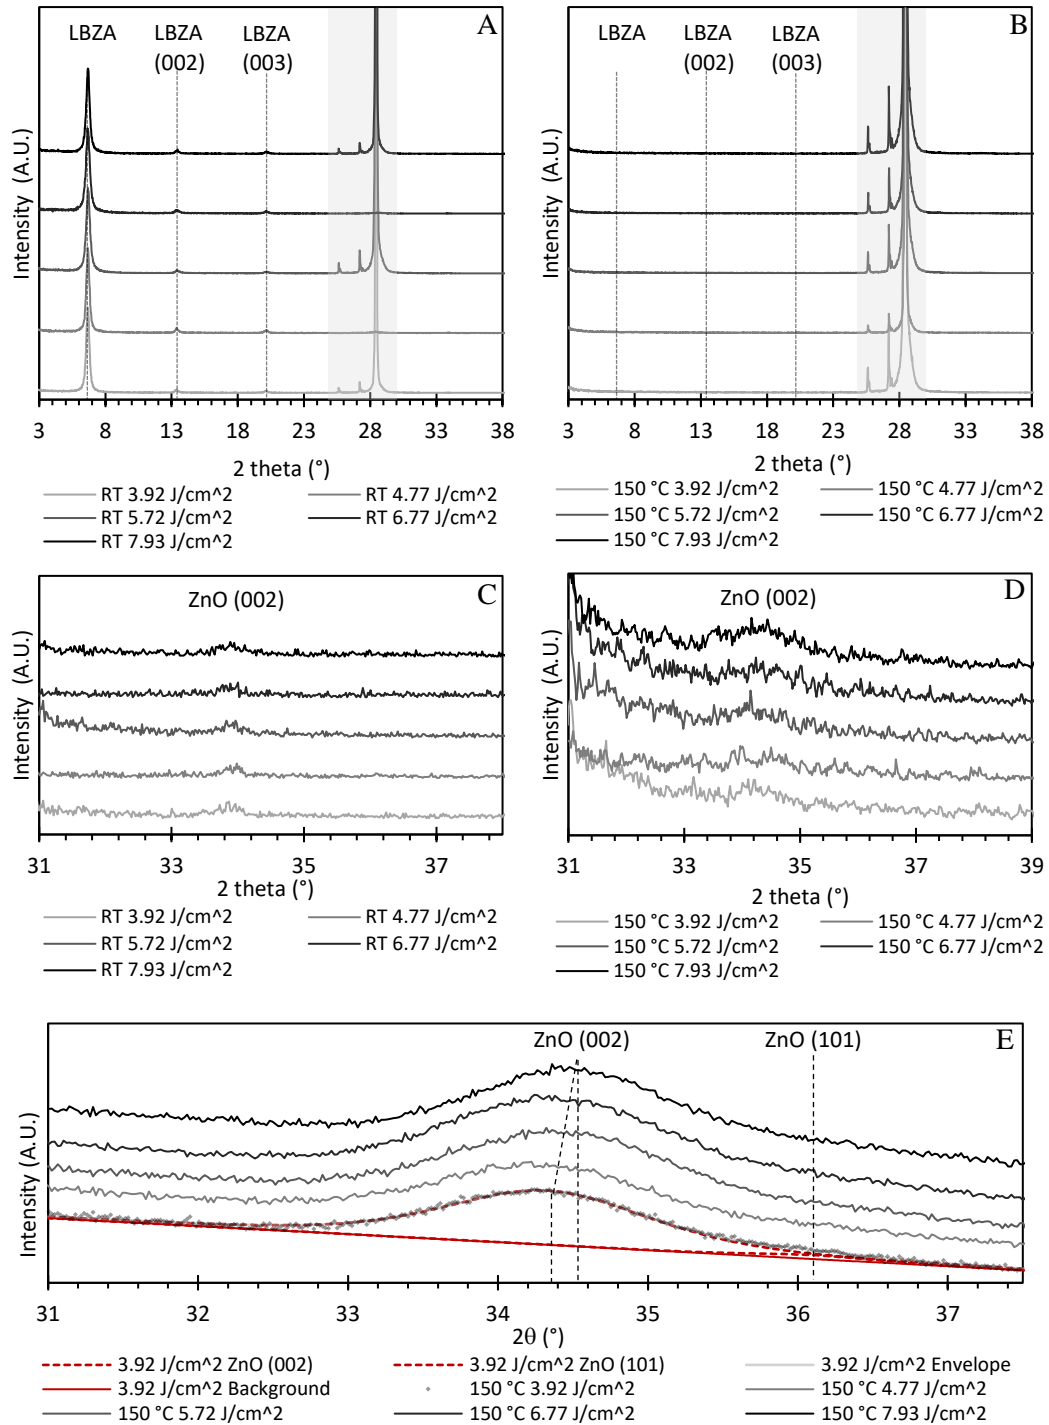 A
LBZA LBZA LBZA
(002) (003)
Intensity (A.U.)
3 8 13 18 23 28 33 38
2 theta (°)
RT 3.92 J/cm^2 RT 4.77 J/cm^2
RT 5.72 J/cm^2 RT 6.77 J/cm^2
RT 7.93 J/cm^2
B
LBZA LBZA LBZA
(002) (003)
Intensity (A.U.)
3 8 13 18 23 28 33 38
2 theta (°)
150 °C 3.92 J/cm^2 150 °C 4.77 J/cm^2
150 °C 5.72 J/cm^2 150 °C 6.77 J/cm^2
150 °C 7.93 J/cm^2
C
ZnO (002)
Intensity (A.U.)
31 33 35 37
2 theta (°)
RT 3.92 J/cm^2 RT 4.77 J/cm^2
RT 5.72 J/cm^2 RT 6.77 J/cm^2
RT 7.93 J/cm^2
D
ZnO (002)
Intensity (A.U.)
31 33 35 37 39
2 theta (°)
150 °C 3.92 J/cm^2 150 °C 4.77 J/cm^2
150 °C 5.72 J/cm^2 150 °C 6.77 J/cm^2
150 °C 7.93 J/cm^2
E
ZnO (002) ZnO (101)
Intensity (A.U.)
31 32 33 34 35 36 37
2θ (°)
3.92 J/cm^2 ZnO (002) 3.92 J/cm^2 ZnO (101) 3.92 J/cm^2 Envelope
3.92 J/cm^2 Background 150 °C 3.92 J/cm^2 150 °C 4.77 J/cm^2
150 °C 5.72 J/cm^2 150 °C 6.77 J/cm^2 150 °C 7.93 J/cm^2